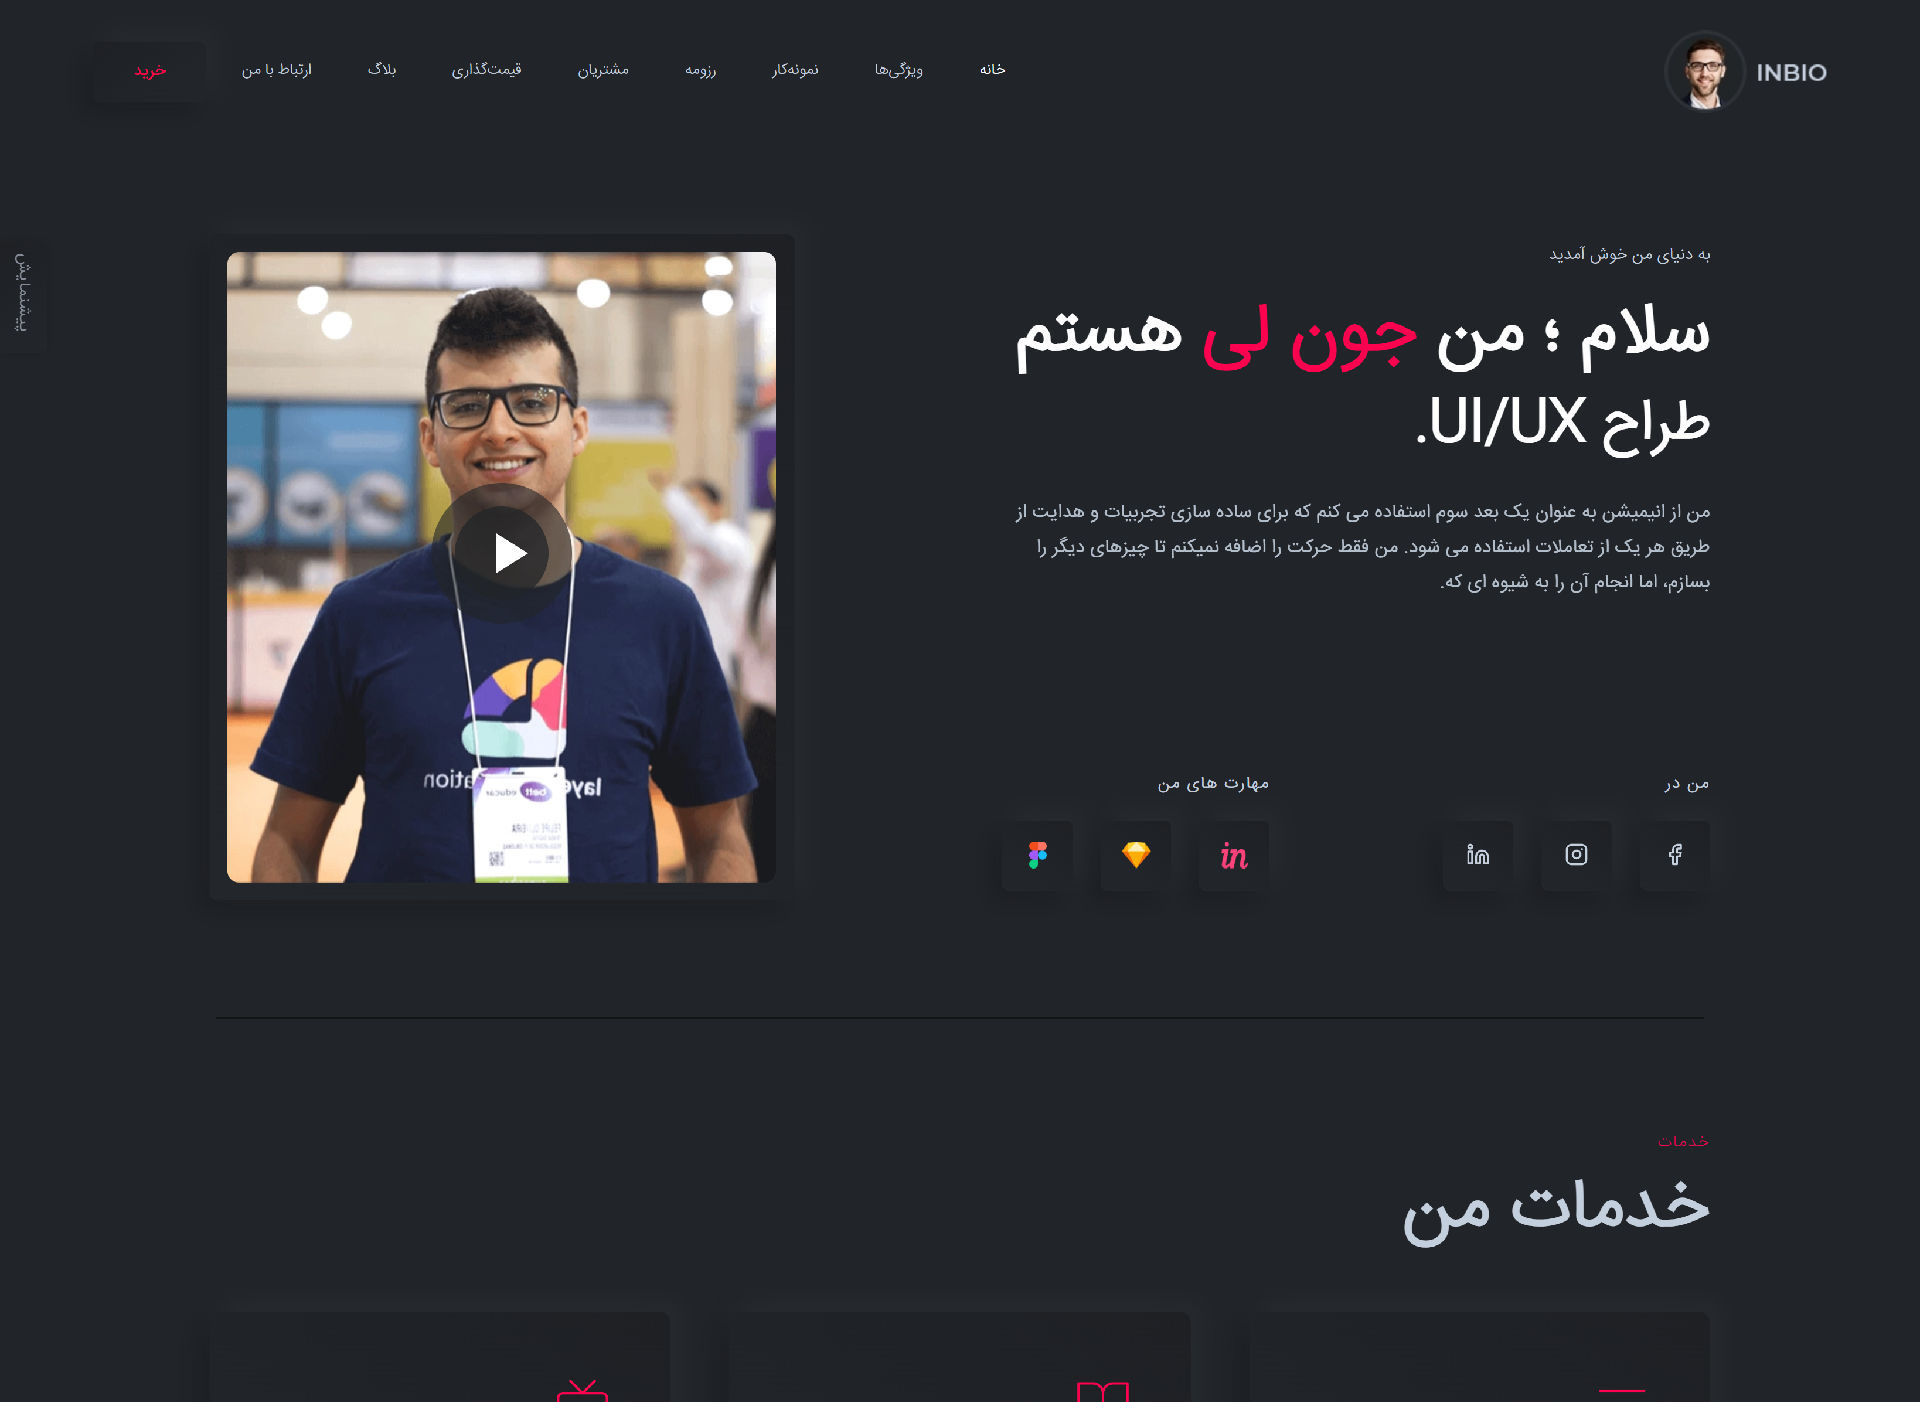 INBIO
خانه
ویژگی‌ها
نمونه‌کار
رزومه
مشتریان
قیمت‌گذاری
بلاگ
ارتباط با من
خرید
پیشنمایش
به دنیای من خوش آمدید
سلام ؛ من جون لی هستم
طراح UI/UX.
من از انیمیشن به عنوان یک بعد سوم استفاده می کنم که برای ساده سازی تجربیات و هدایت از
طریق هر یک از تعاملات استفاده می شود. من فقط حرکت را اضافه نمیکنم تا چیزهای دیگر را
بسازم، اما انجام آن را به شیوه ای که.
من در
مهارت های من
in
bett
educar
خدمات
خدمات من